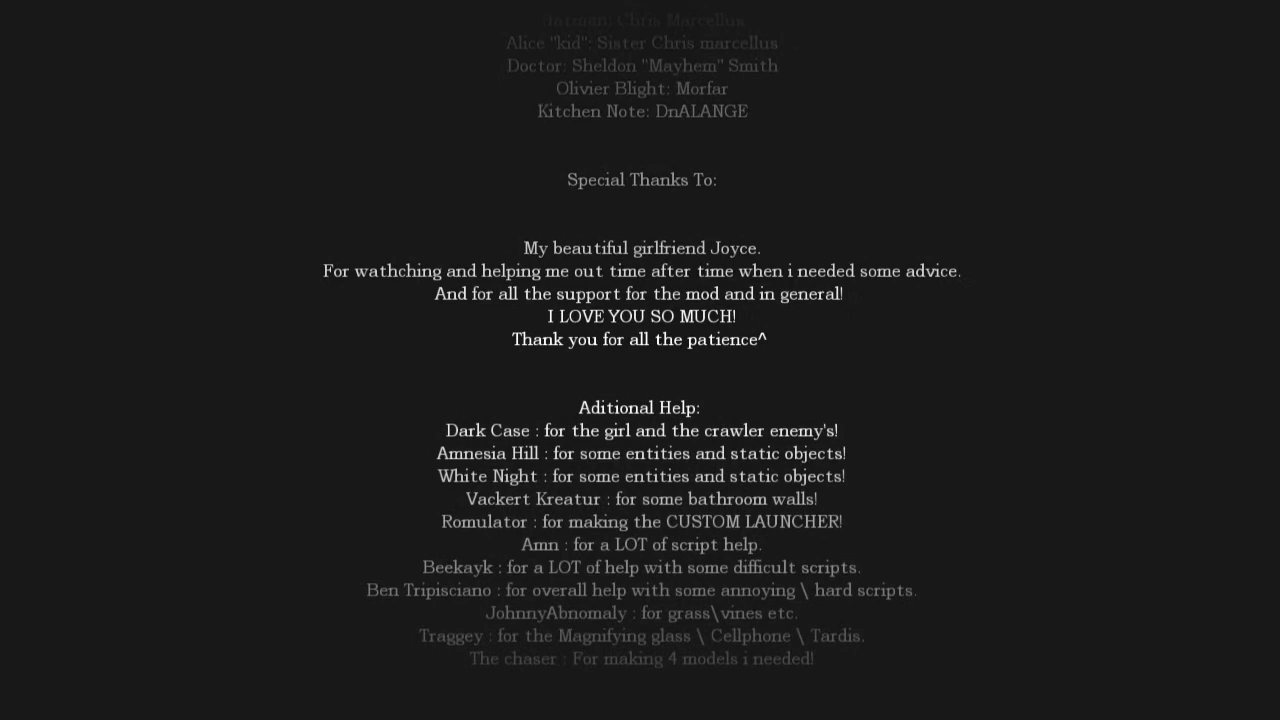 Chris Marcellus
Alice "kid": Sister Chris marcellus
Doctor: Sheldon "Mayhem" Smith
Olivier Blight: Morfar
Kitchen Note: DnALANGE
Special Thanks To:
My beautiful girlfriend Joyce.
For wathching and helping me out time after time when i needed some advice.
And for all the support for the mod and in general!
I LOVE YOU SO MUCH!
Thank you for all the patience^
Aditional Help:
Dark Case : for the girl and the crawler enemy's!
Amnesia Hill : for some entities and static objects!
White Night : for some entities and static objects!
Vackert Kreatur : for some bathroom walls!
Romulator : for making the CUSTOM LAUNCHER!
Amn : for a LOT of script help.
Beekayk : for a LOT of help with some difficult scripts.
Ben Tripisciano : for overall help with some annoying \ hard scripts.
JohnnyAbnomaly : for grass\vines etc.
Traggey : for the Magnifying glass \ Cellphone \ Tardis.
The chaser : For making 4 models i needed!